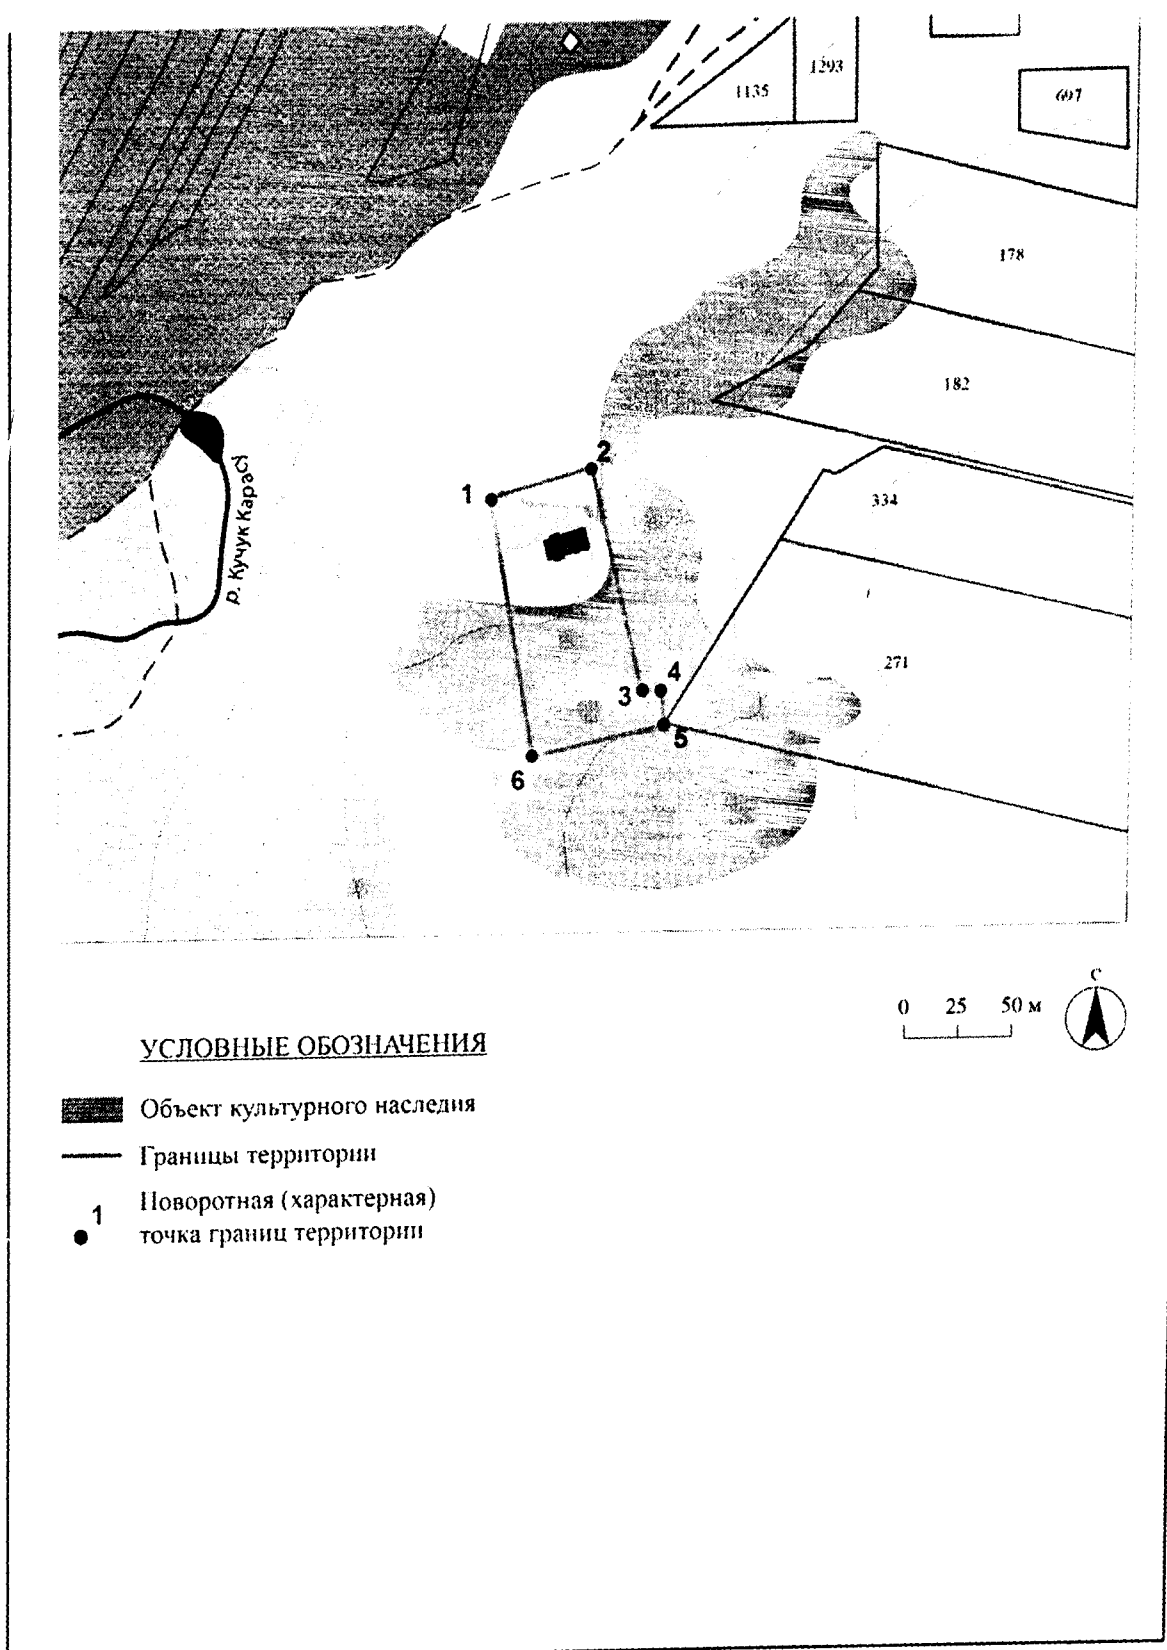 1293
1135
697
178
182
2
1
334
р. Кучук Карасу
271
4
3
5
6
С
0 25 50 м
УСЛОВНЫЕ ОБОЗНАЧЕНИЯ
Объект культурного наследия
Границы территории
1 Поворотная (характерная)
точка границ территории